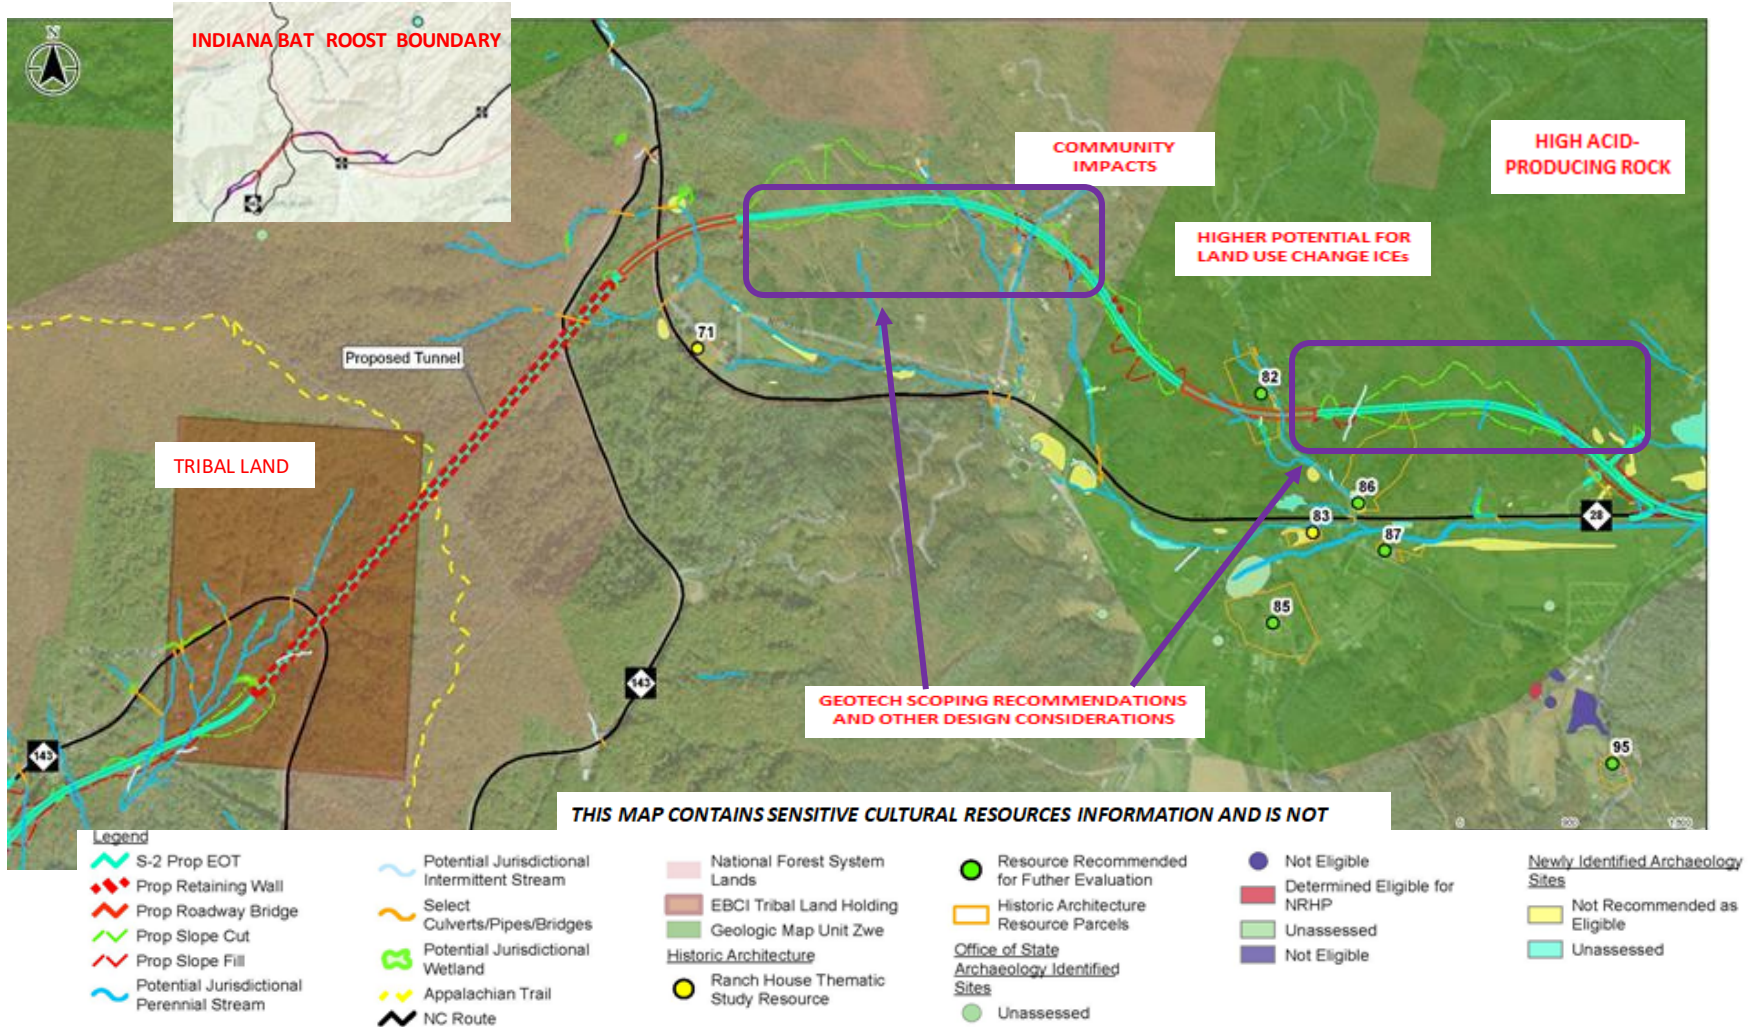 N
INDIANA BAT ROOST BOUNDARY
COMMUNITY
IMPACTS
HIGH ACID-
PRODUCING ROCK
HIGHER POTENTIAL FOR
LAND USE CHANGE ICEs
71
Proposed Tunnel
82
TRIBAL LAND
86
83
28
87
85
143
GEOTECH SCOPING RECOMMENDATIONS
AND OTHER DESIGN CONSIDERATIONS
143
95
THIS MAP CONTAINS SENSITIVE CULTURAL RESOURCES INFORMATION AND IS NOT
0 900 1,800
Legend
S-2 Prop EOT
Prop Retaining Wall
Prop Roadway Bridge
Prop Slope Cut
Prop Slope Fill
Potential Jurisdictional
Perennial Stream
Potential Jurisdictional
Intermittent Stream
Select
Culverts/Pipes/Bridges
Potential Jurisdictional
Wetland
Appalachian Trail
NC Route
National Forest System
Lands
EBCI Tribal Land Holding
Geologic Map Unit Zwe
Historic Architecture
Ranch House Thematic
Study Resource
Resource Recommended
for Futher Evaluation
Historic Architecture
Resource Parcels
Office of State
Archaeology Identified
Sites
Unassessed
Not Eligible
Determined Eligible for
NRHP
Unassessed
Not Eligible
Newly Identified Archaeology
Sites
Not Recommended as
Eligible
Unassessed